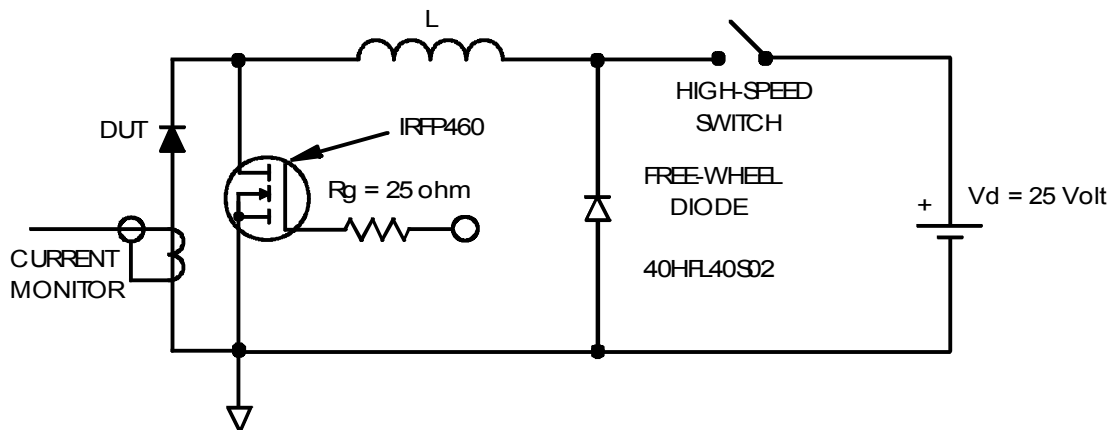 L
HIGH-SPEED
SWITCH
DUT
IRFP460
Rg = 25 ohm
FREE-WHEEL
DIODE
+
Vd = 25 Volt
CURRENT
MONITOR
40HFL40S02